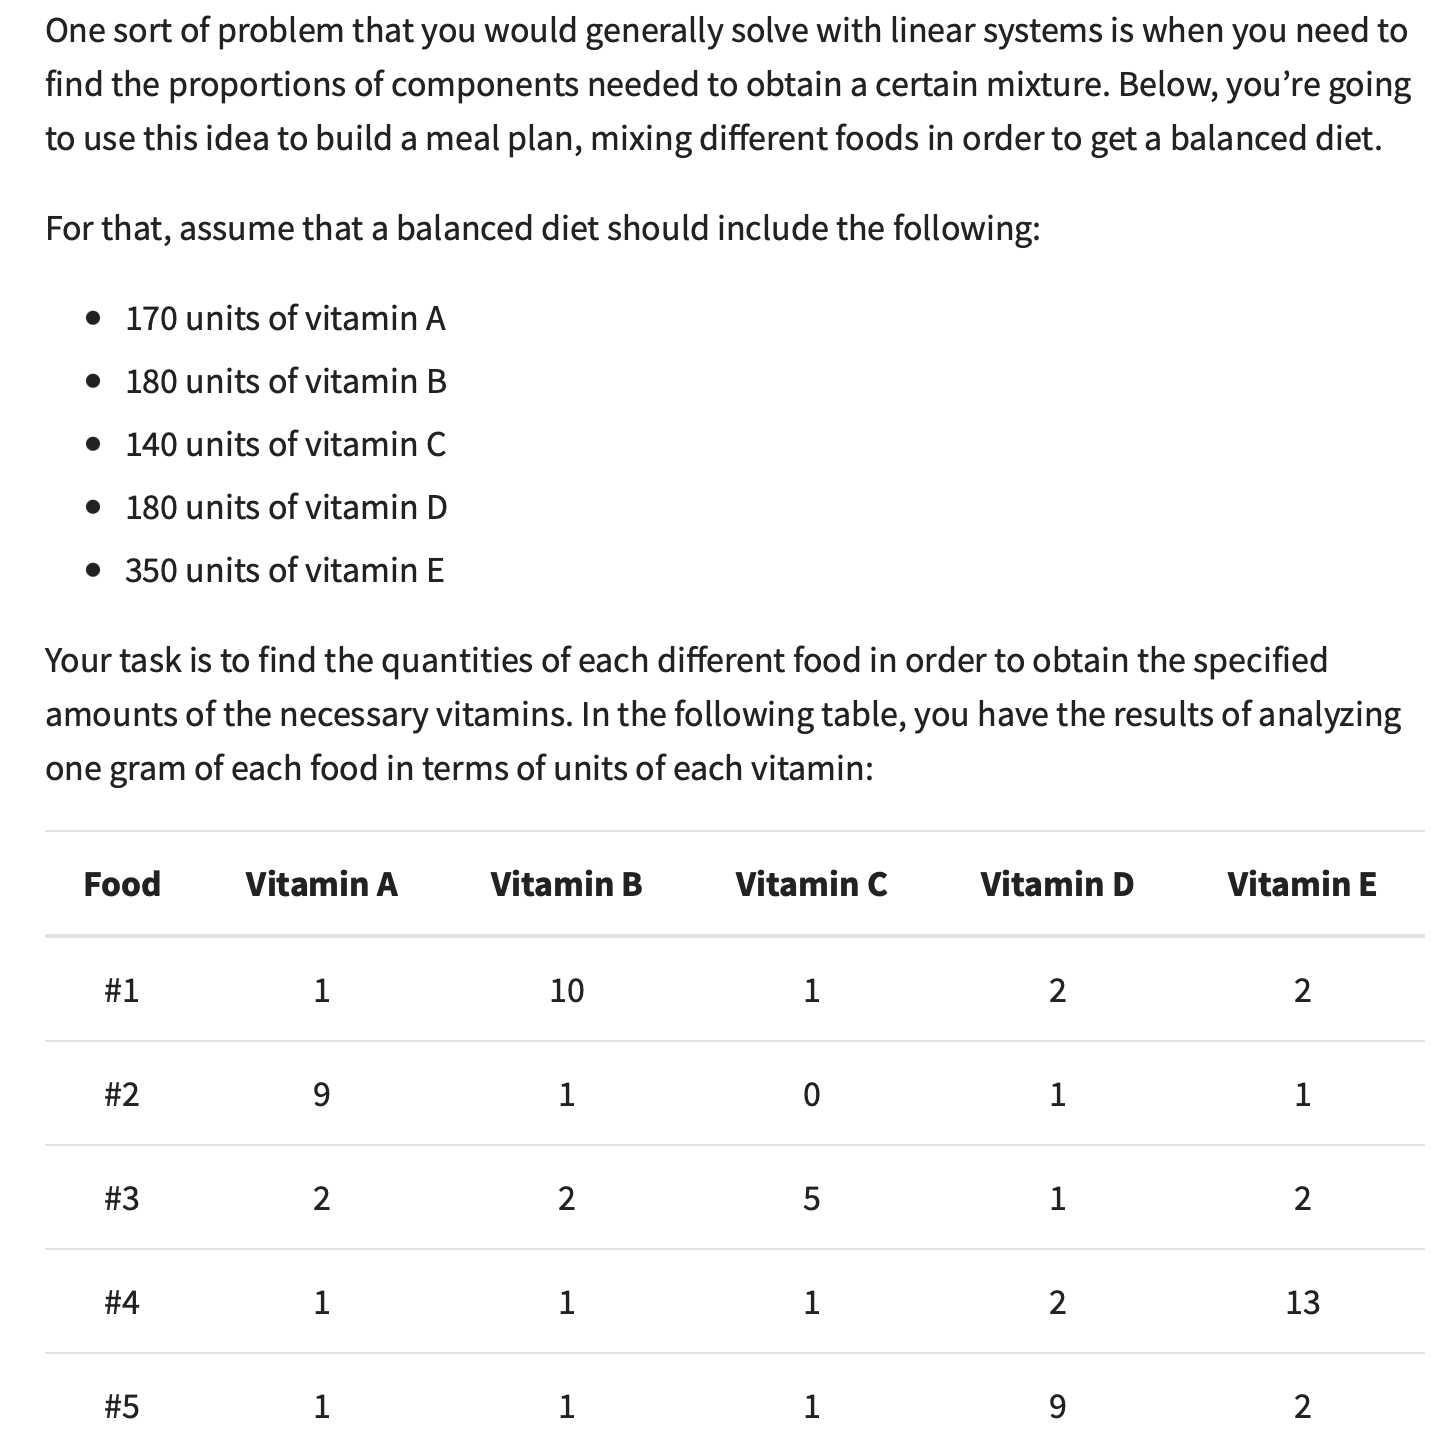 One sort of problem that you would generally solve with linear systems is when you need to
find the proportions of components needed to obtain a certain mixture. Below, you’re going
to use this idea to build a meal plan, mixing different foods in order to get a balanced diet.
For that, assume that a balanced diet should include the following:
• 170 units of vitamin A
• 180 units of vitamin B
• 140 units of vitamin C
• 180 units of vitamin D
• 350 units of vitamin E
Your task is to find the quantities of each different food in order to obtain the specified
amounts of the necessary vitamins. In the following table, you have the results of analyzing
one gram of each food in terms of units of each vitamin:
Food Vitamin A Vitamin B Vitamin C Vitamin D Vitamin E
#1 1 10 1 2 2
#2 9 1 0 1 1
#3 2 2 5 1 2
#4 1 1 1 2 13
#5 1 1 1 9 2